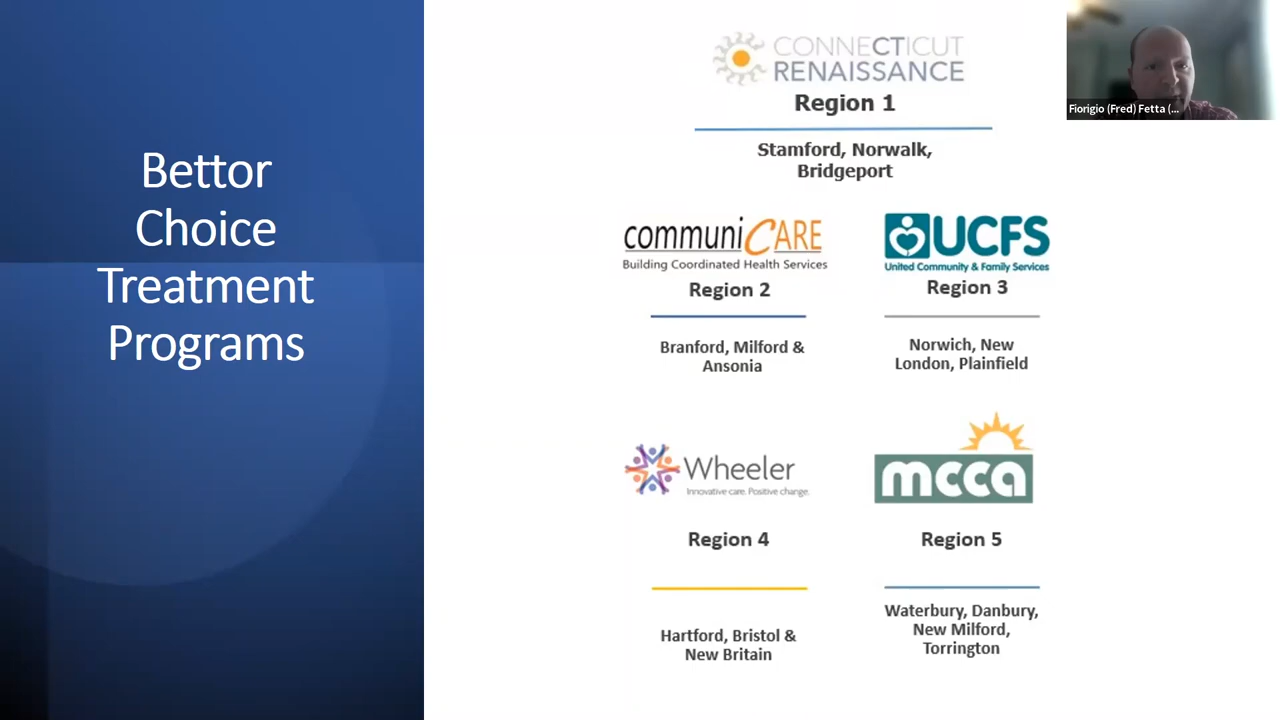 Bettor
Choice
Treatment
Programs
CONNECTICUT
RENAISSANCE
Region 1
Stamford, Norwalk,
Bridgeport
communiCARE
Building Coordinated Health Services
Region 2
Branford, Milford &
Ansonia
UCFS
United Community & Family Services
Region 3
Norwich, New
London, Plainfield
Wheeler
Innovative care. Positive change.
Region 4
Hartford, Bristol &
New Britain
mcca
Region 5
Waterbury, Danbury,
New Milford,
Torrington
Fiorigio (Fred) Fetta (...